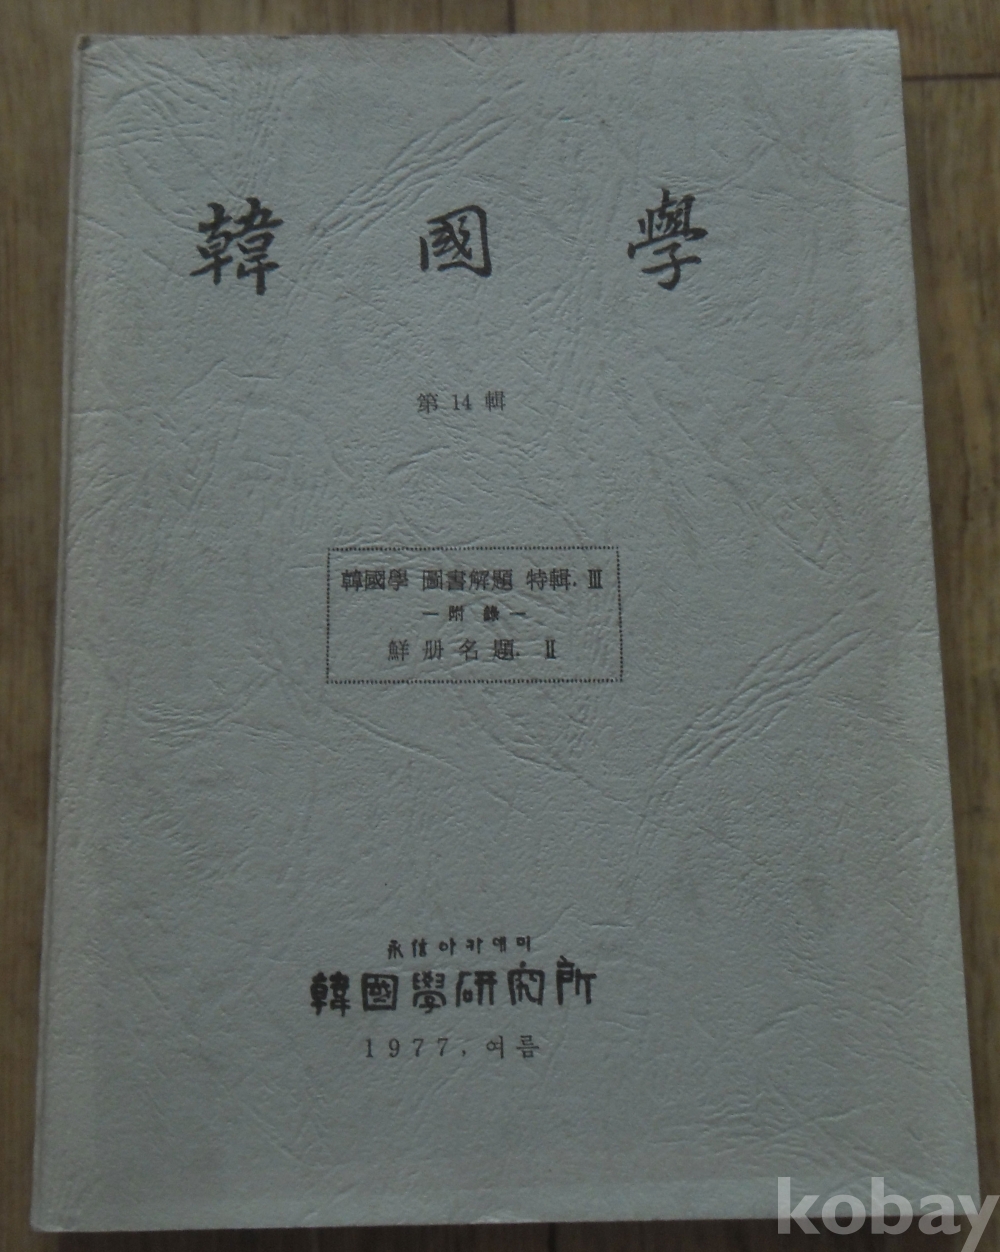 韓國學
第 14 輯
韓國學 圖書解題 特輯. Ⅲ
— 附 錄 —
鮮 册 名 題. Ⅱ
永信아카데미
韓國學硏究所
1977, 여름
kobay